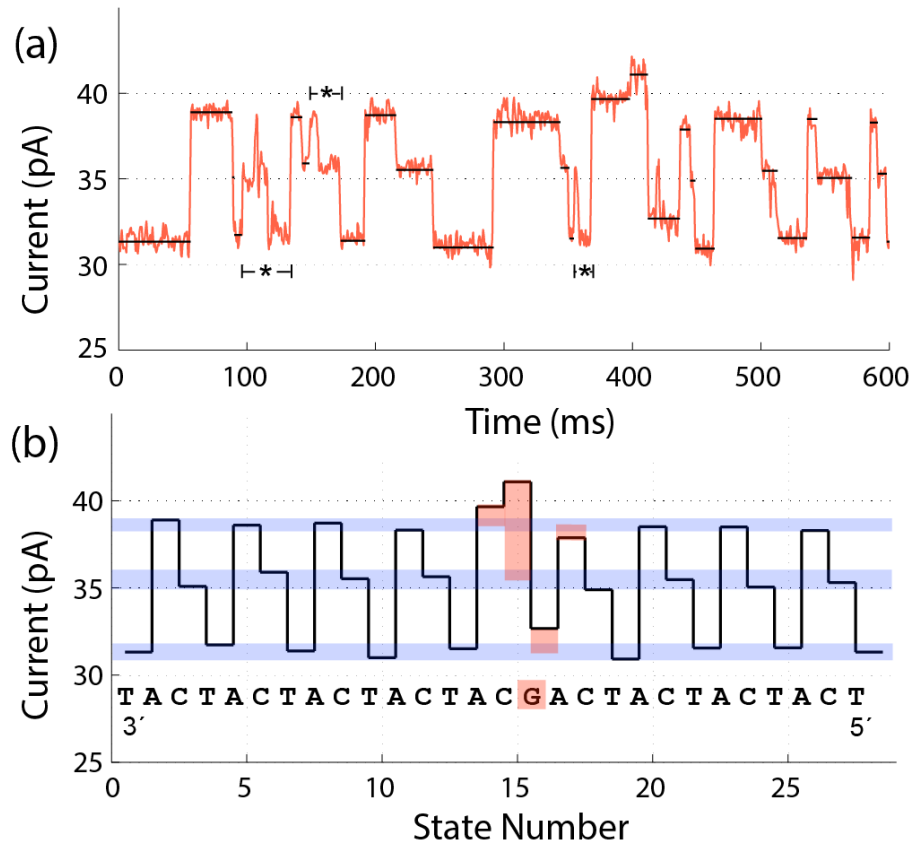 (a)
40
35
30
25
Current (pA)
*
*
*
0 100 200 300 400 500 600
Time (ms)
(b)
40
35
30
25
Current (pA)
T A C T A C T A C T A C T A C G A C T A C T A C T A C T
3´ 5´
0 5 10 15 20 25
State Number